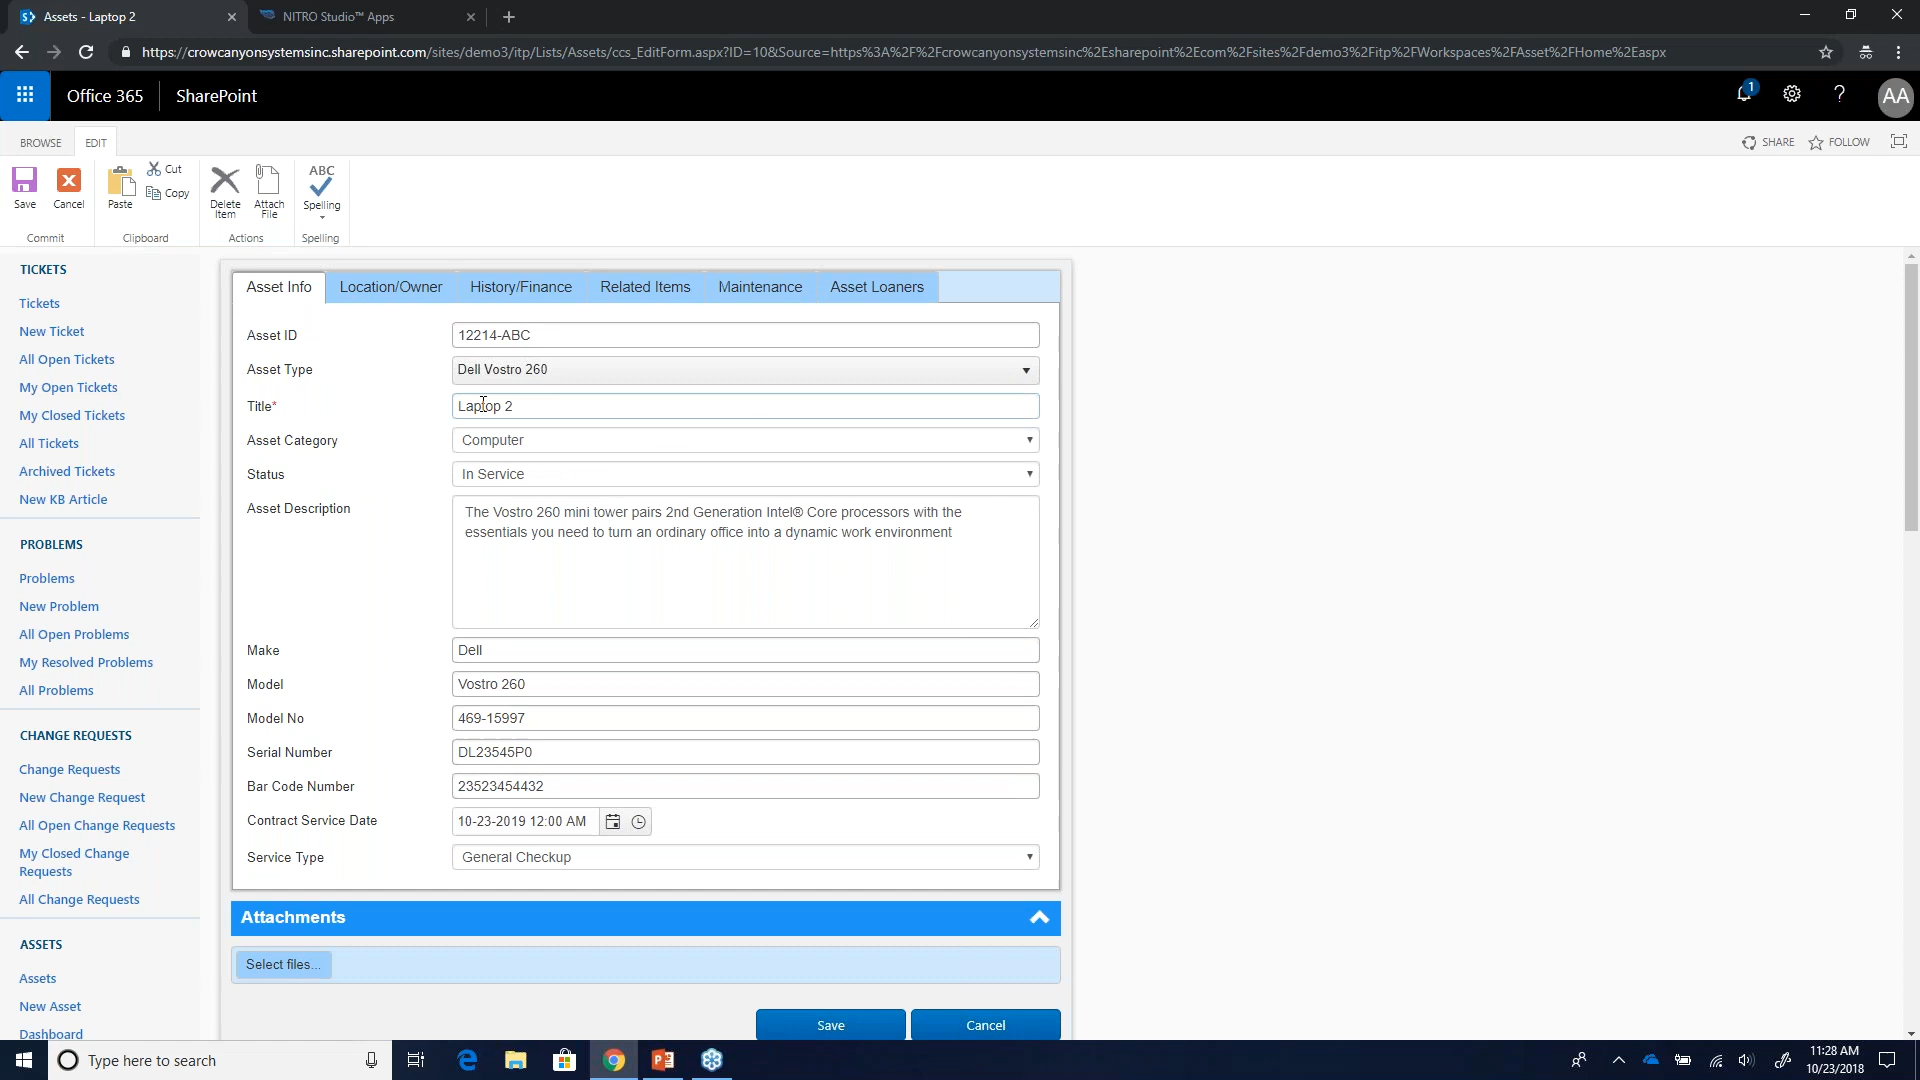 Assets - Laptop 2
NITRO Studio™ Apps
https://crowcanyonsystemsinc.sharepoint.com/sites/demo3/itp/Lists/Assets/ccs_EditForm.aspx?ID=10&Source=https%3A%2F%2Fcrowcanyonsystemsinc%2Esharepoint%2Ecom%2Fsites%2Fdemo3%2Fitp%2FWorkspaces%2FAsset%2FHome%2Easpx
Office 365
SharePoint
1
?
AA
BROWSE
EDIT
SHARE
FOLLOW
Save
Cancel
Paste
Cut
Copy
Delete Item
Attach File
ABC
Spelling
Commit
Clipboard
Actions
Spelling
TICKETS
Tickets
New Ticket
All Open Tickets
My Open Tickets
My Closed Tickets
All Tickets
Archived Tickets
New KB Article
PROBLEMS
Problems
New Problem
All Open Problems
My Resolved Problems
All Problems
CHANGE REQUESTS
Change Requests
New Change Request
All Open Change Requests
My Closed Change
Requests
All Change Requests
ASSETS
Assets
New Asset
Dashboard
Asset Info
Location/Owner
History/Finance
Related Items
Maintenance
Asset Loaners
Asset ID
12214-ABC
Asset Type
Dell Vostro 260
Title*
Laptop 2
Asset Category
Computer
Status
In Service
Asset Description
The Vostro 260 mini tower pairs 2nd Generation Intel® Core processors with the
essentials you need to turn an ordinary office into a dynamic work environment
Make
Dell
Model
Vostro 260
Model No
469-15997
Serial Number
DL23545P0
Bar Code Number
23523454432
Contract Service Date
10-23-2019 12:00 AM
Service Type
General Checkup
Attachments
Select files...
Save
Cancel
Type here to search
11:28 AM
10/23/2018